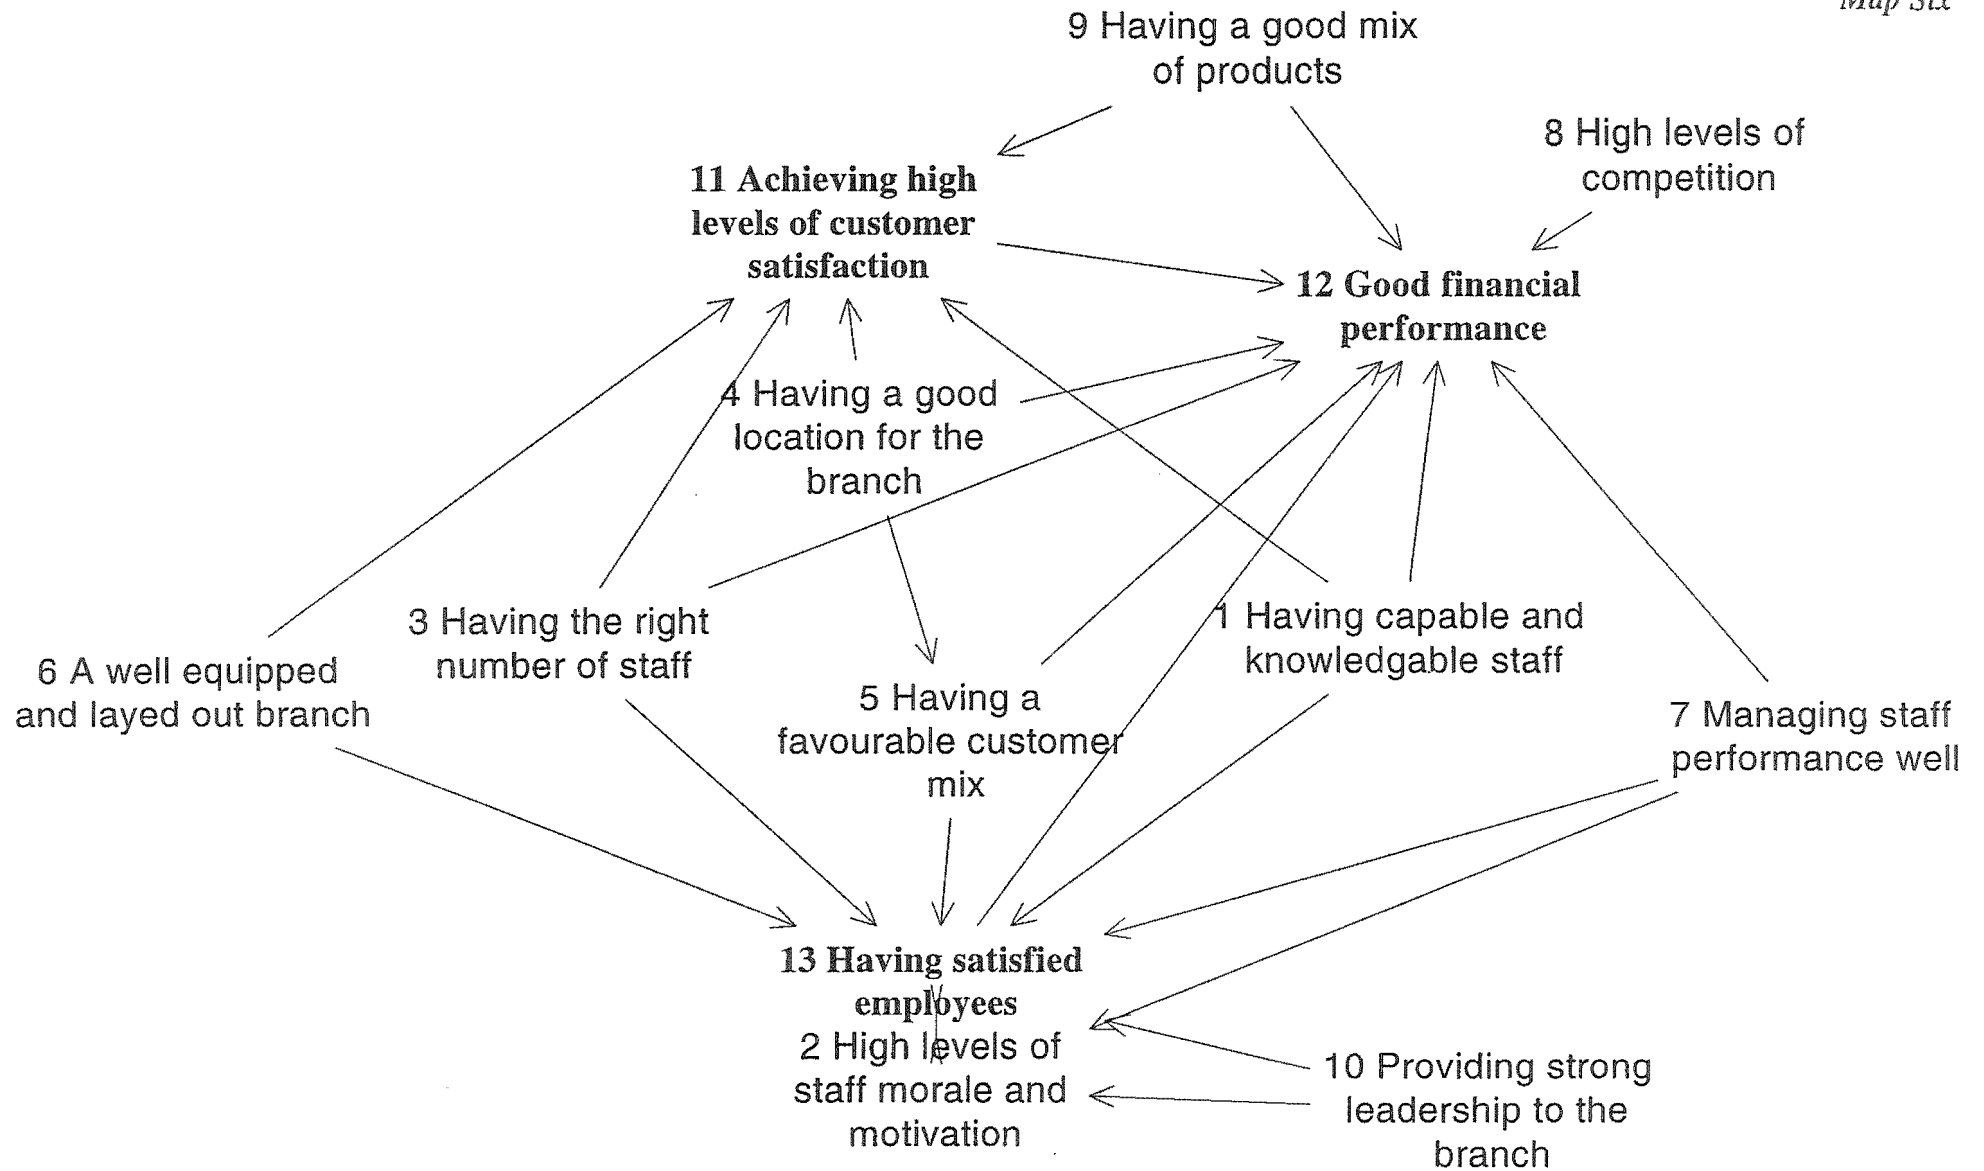 Map Six
9 Having a good mix
of products
8 High levels of
competition
11 Achieving high
levels of customer
satisfaction
12 Good financial
performance
4 Having a good
location for the
branch
3 Having the right
number of staff
1 Having capable and
knowledgable staff
6 A well equipped
and layed out branch
5 Having a
favourable customer
mix
7 Managing staff
performance well
13 Having satisfied
employees
2 High levels of
staff morale and
motivation
10 Providing strong
leadership to the
branch